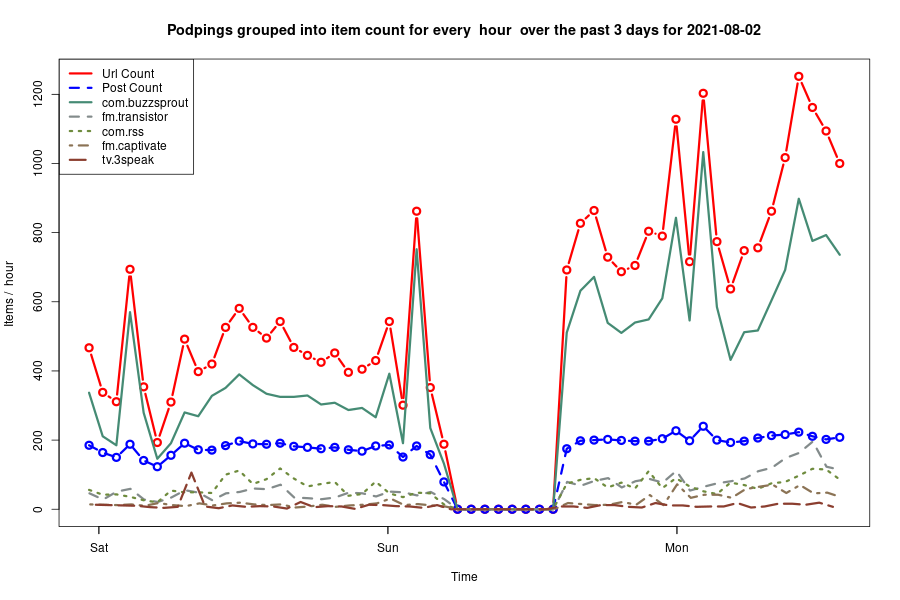 Podpings grouped into item count for every  hour  over the past 3 days for 2021-08-02
Url Count
Post Count
com.buzzsprout
fm.transistor
com.rss
fm.captivate
tv.3speak
Items /  hour
1200
1000
800
600
400
200
0
Sat
Sun
Mon
Time